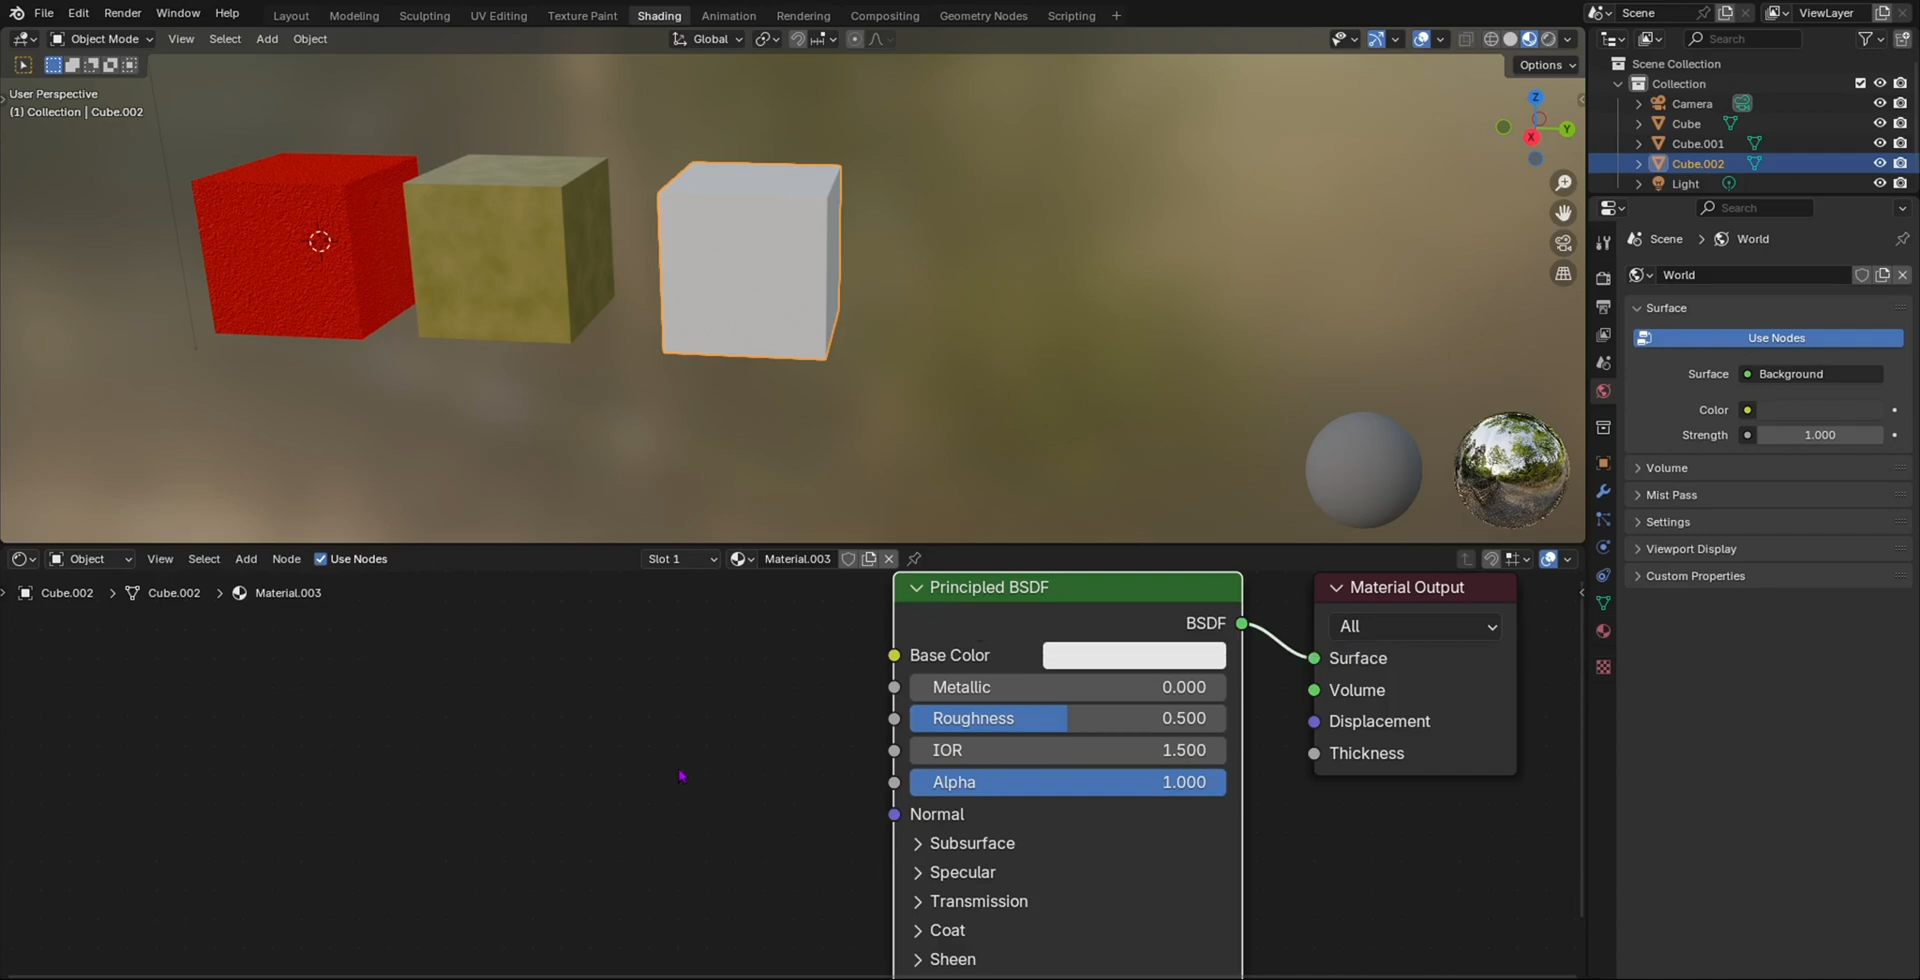 File Edit Render Window Help Layout Modeling Sculpting UV Editing Texture Paint Shading Animation Rendering Compositing Geometry Nodes Scripting + Scene ViewLayer
Object Mode View Select Add Object Global Search
Options
User Perspective
(1) Collection | Cube.002
Z
Y
X
Scene Collection
Collection
Camera
Cube
Cube.001
Cube.002
Light
Search
Scene > World
World
Surface
Use Nodes
Surface Background
Color
Strength 1.000
Volume
Mist Pass
Settings
Viewport Display
Custom Properties
Object View Select Add Node Use Nodes Slot 1 Material.003
Cube.002 > Cube.002 > Material.003
Principled BSDF
BSDF
Base Color
Metallic 0.000
Roughness 0.500
IOR 1.500
Alpha 1.000
Normal
Subsurface
Specular
Transmission
Coat
Sheen
Material Output
All
Surface
Volume
Displacement
Thickness